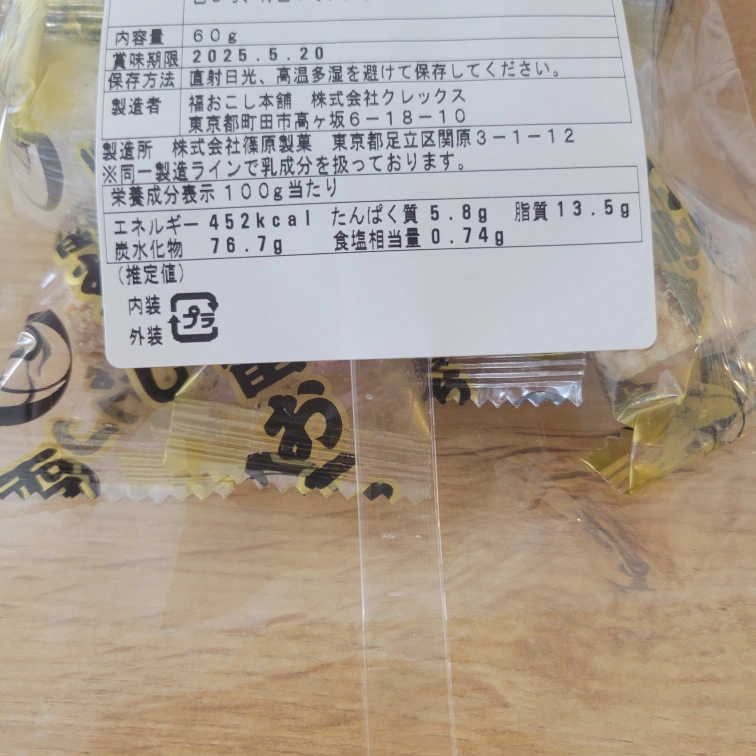 内容量 60g
賞味期限 2025.5.20
保存方法 直射日光、高温多湿を避けて保存してください。
製造者 福おこし本舗 株式会社クレックス
東京都町田市高ヶ坂6-18-10
製造所 株式会社篠原製菓 東京都足立区関原3-1-12
※同一製造ラインで乳成分を扱っております。
栄養成分表示100g当たり
エネルギー 452kcal たんぱく質 5.8g 脂質 13.5g
炭水化物 76.7g 食塩相当量 0.74g
(推定値)
内装
プラ
外装